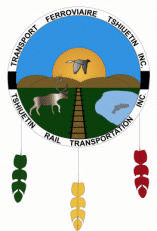 TRANSPORT FERROVIAIRE TSHIUETIN INC.
TSHIUETIN RAIL TRANSPORTATION INC